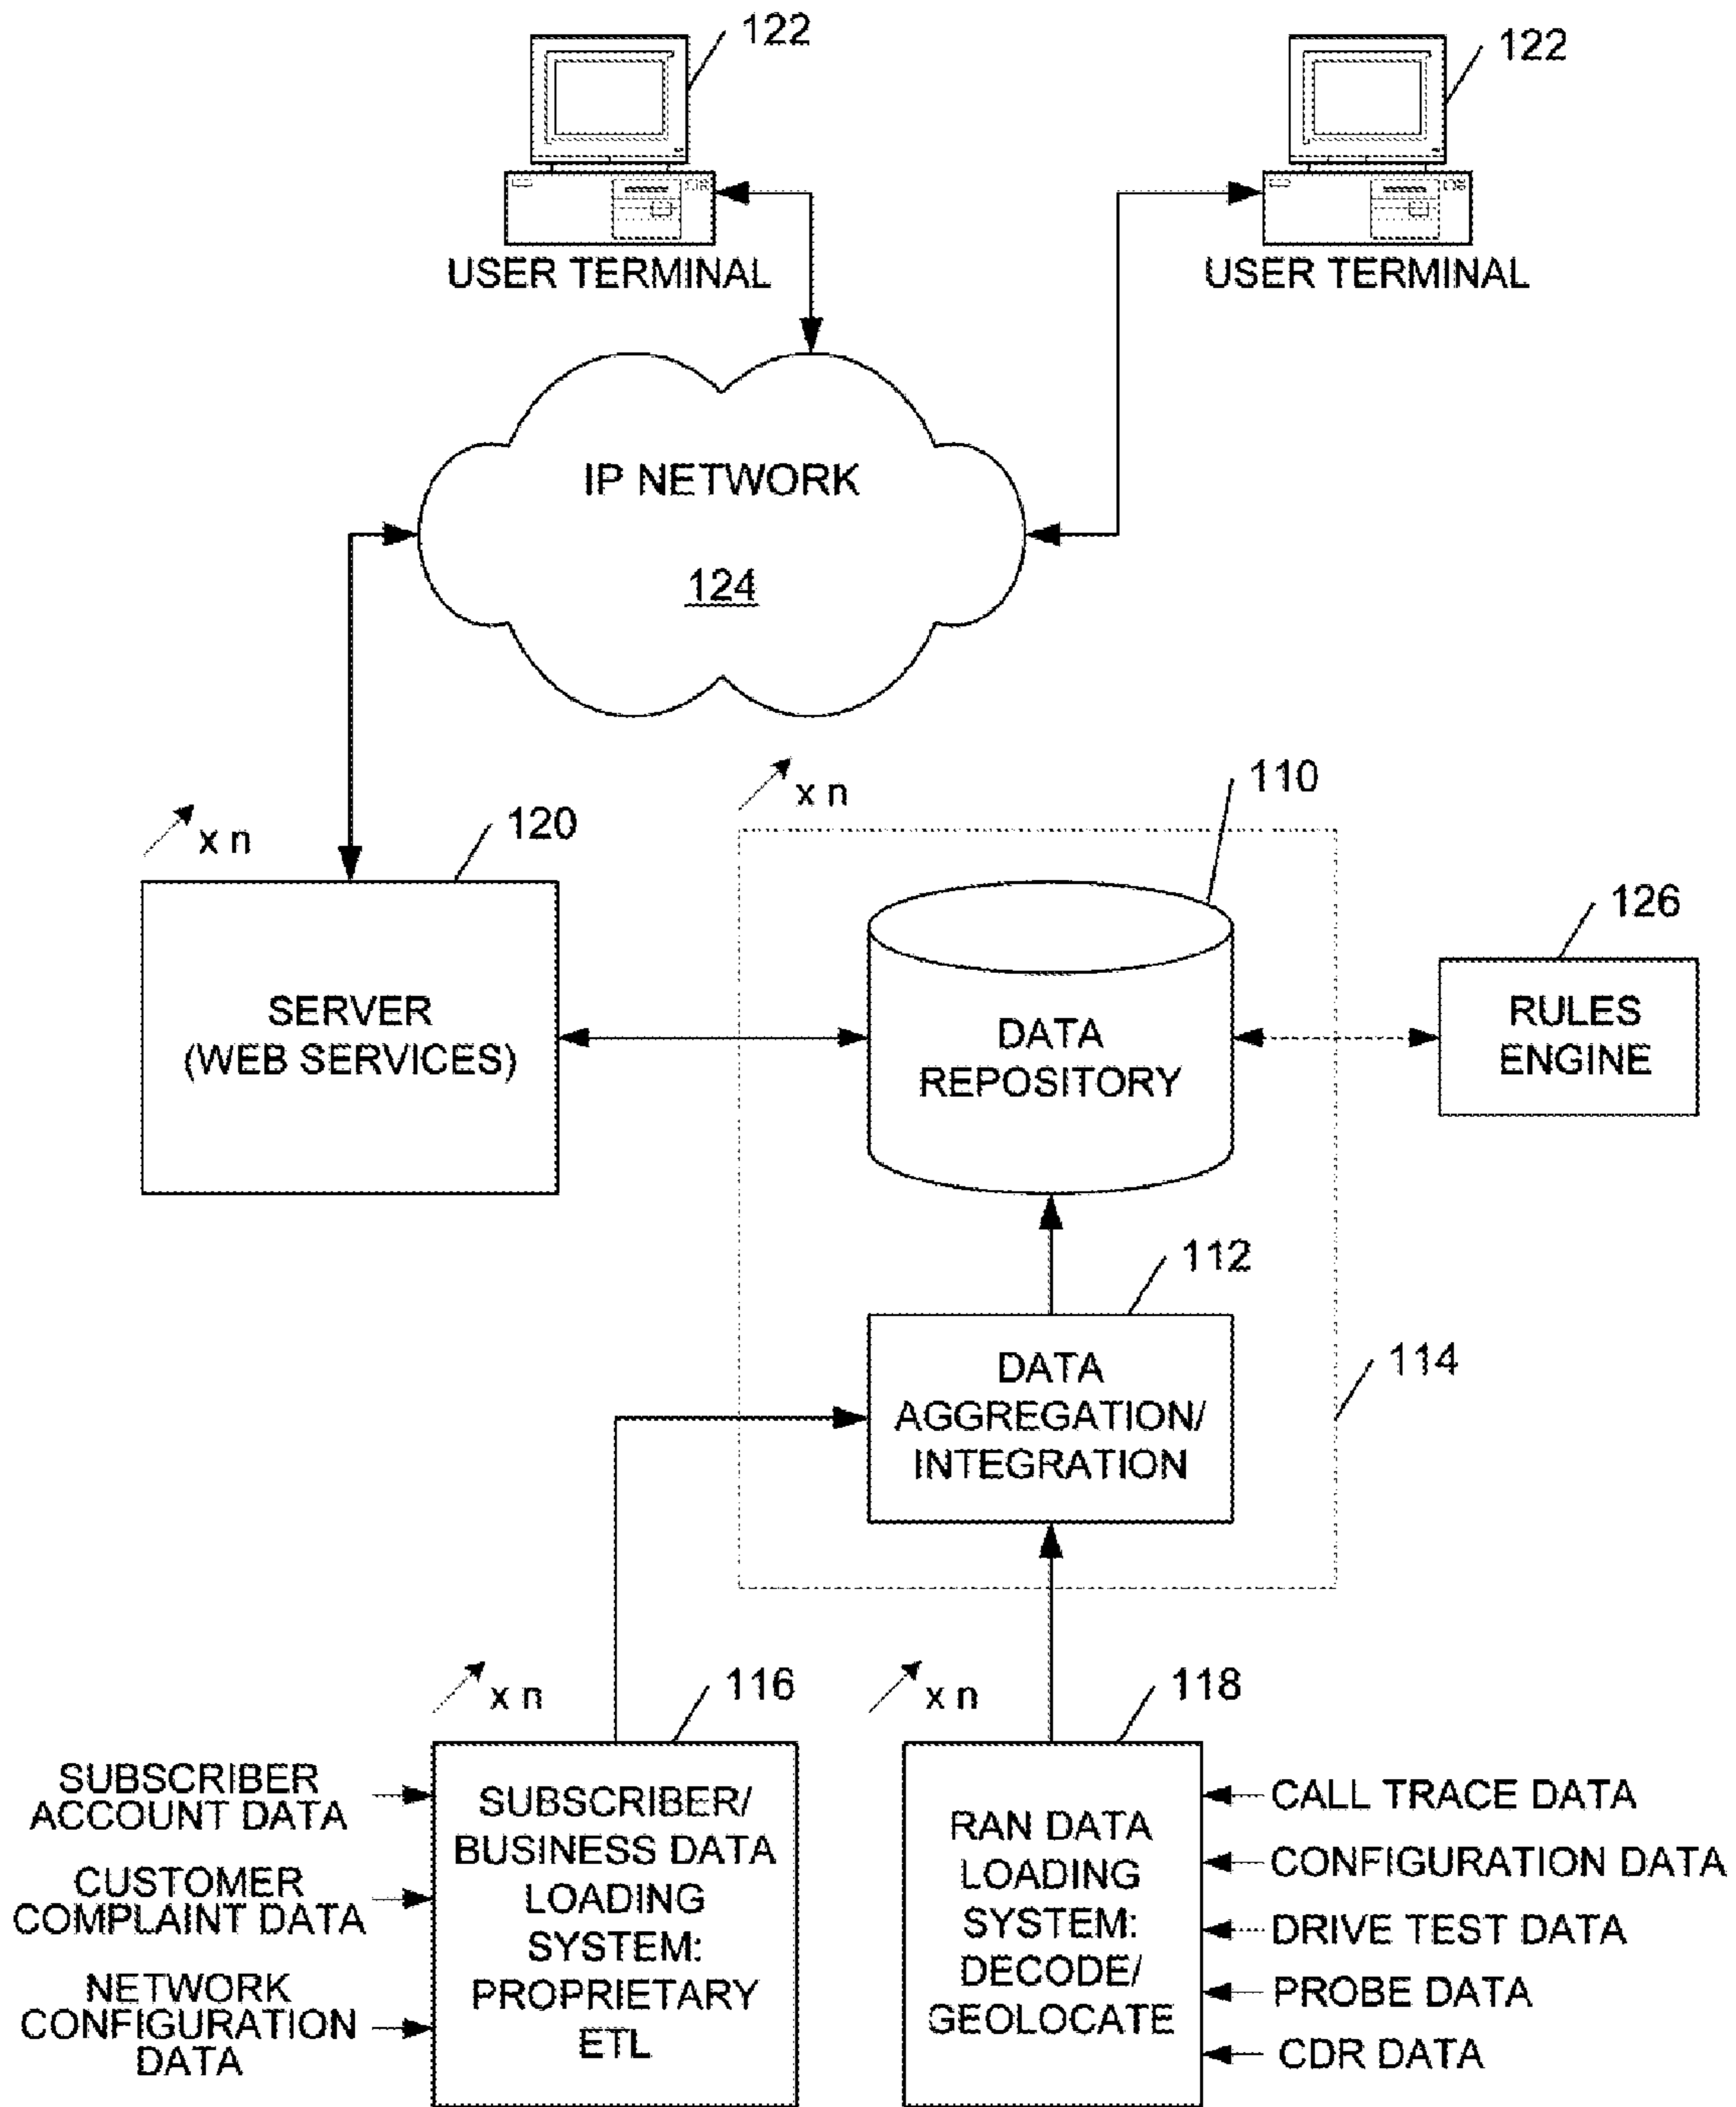 122
122
USER TERMINAL
USER TERMINAL
IP NETWORK
124
x n
110
x n
120
126
SERVER
(WEB SERVICES)
DATA
REPOSITORY
RULES
ENGINE
112
DATA
AGGREGATION/
INTEGRATION
114
x n
116
x n
118
SUBSCRIBER
ACCOUNT DATA
CUSTOMER
COMPLAINT DATA
NETWORK
CONFIGURATION
DATA
SUBSCRIBER/
BUSINESS DATA
LOADING
SYSTEM:
PROPRIETARY
ETL
RAN DATA
LOADING
SYSTEM:
DECODE/
GEOLOCATE
CALL TRACE DATA
CONFIGURATION DATA
DRIVE TEST DATA
PROBE DATA
CDR DATA